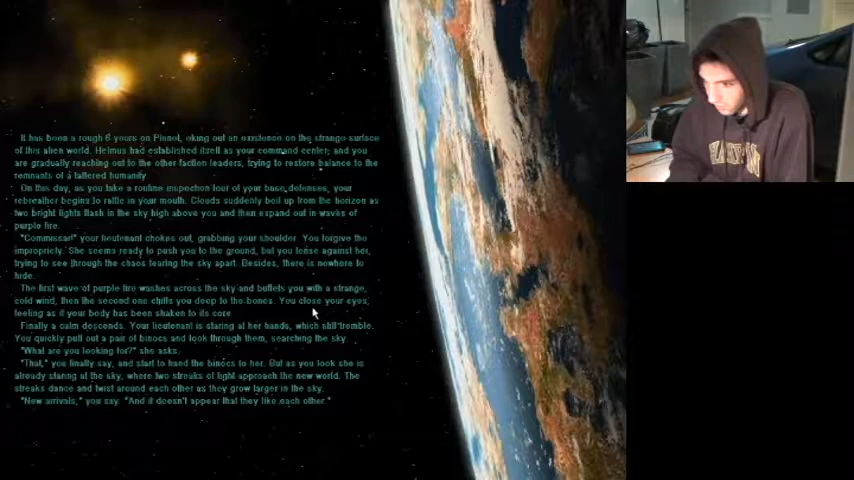 It has been a rough 6 years on Planet, eking out an existence on the strange surface
of this alien world. Heimus had established itself as your command center; and you
are gradually reaching out to the other faction leaders, trying to restore balance to the
remnants of a tattered humanity.
On this day, as you take a routine inspection tour of your base defenses, your
rebreather begins to rattle in your mouth. Clouds suddenly boil up from the horizon as
two bright lights flash in the sky high above you and then expand out in waves of
purple fire.
"Commissar!" your lieutenant chokes out, grabbing your shoulder. You forgive the
impropriety. She seems ready to push you to the ground, but you tense against her,
trying to see through the chaos tearing the sky apart. Besides, there is nowhere to
hide.
The first wave of purple fire washes across the sky and buffets you with a strange,
cold wind, then the second one chills you deep to the bones. You close your eyes,
feeling as if your body has been shaken to its core.
Finally a calm descends. Your lieutenant is staring at her hands, which still tremble.
You quickly pull out a pair of binocs and look through them, searching the sky.
"What are you looking for?" she asks.
"That," you finally say, and start to hand the binocs to her. But as you look she is
already staring at the sky, where two streaks of light approach the new world. The
streaks dance and twist around each other as they grow larger in the sky.
"New arrivals," you say. "And it doesn't appear that they like each other."